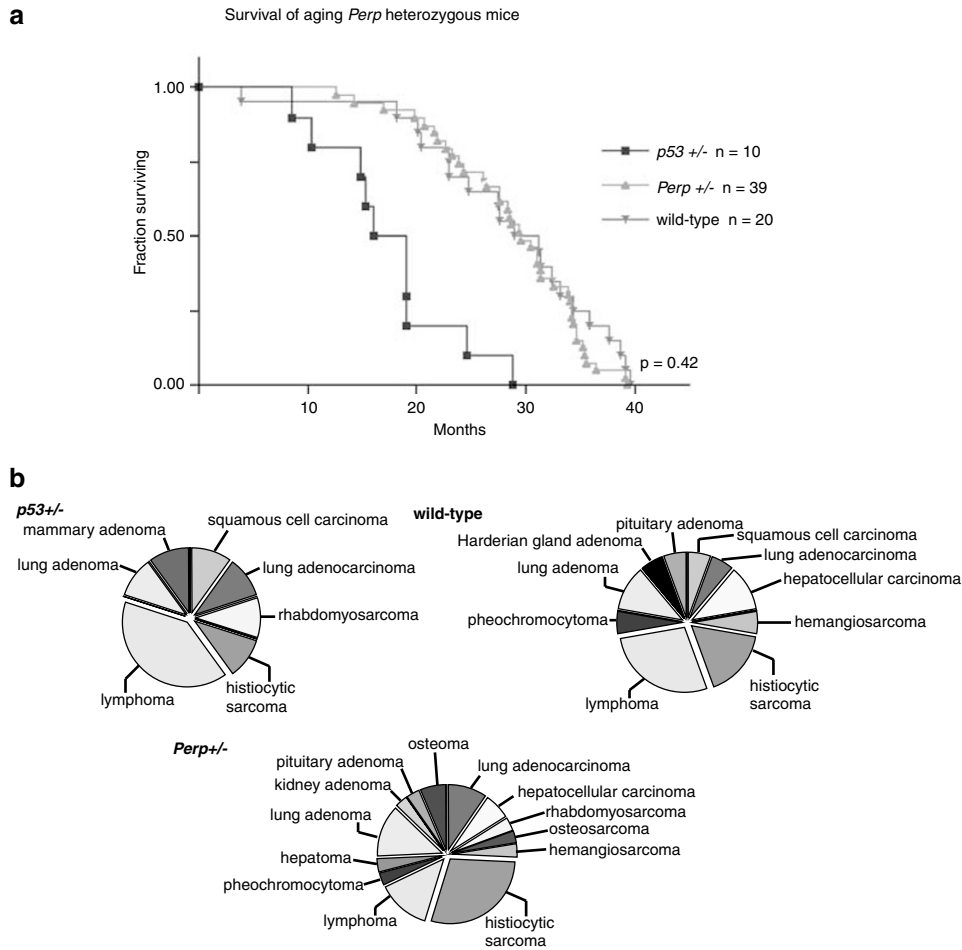 a
Survival of aging Perp heterozygous mice
1.00
0.50
0.00
Fraction surviving
10
20
30
40
Months
p53 +/- n = 10
Perp +/- n = 39
wild-type n = 20
p = 0.42
b
p53+/-
mammary adenoma
squamous cell carcinoma
lung adenoma
lung adenocarcinoma
rhabdomyosarcoma
lymphoma
histiocytic
sarcoma
wild-type
pituitary adenoma
squamous cell carcinoma
Harderian gland adenoma
lung adenocarcinoma
lung adenoma
hepatocellular carcinoma
pheochromocytoma
hemangiosarcoma
lymphoma
histiocytic
sarcoma
Perp+/-
osteoma
pituitary adenoma
lung adenocarcinoma
kidney adenoma
hepatocellular carcinoma
lung adenoma
rhabdomyosarcoma
osteosarcoma
hepatoma
hemangiosarcoma
pheochromocytoma
lymphoma
histiocytic
sarcoma